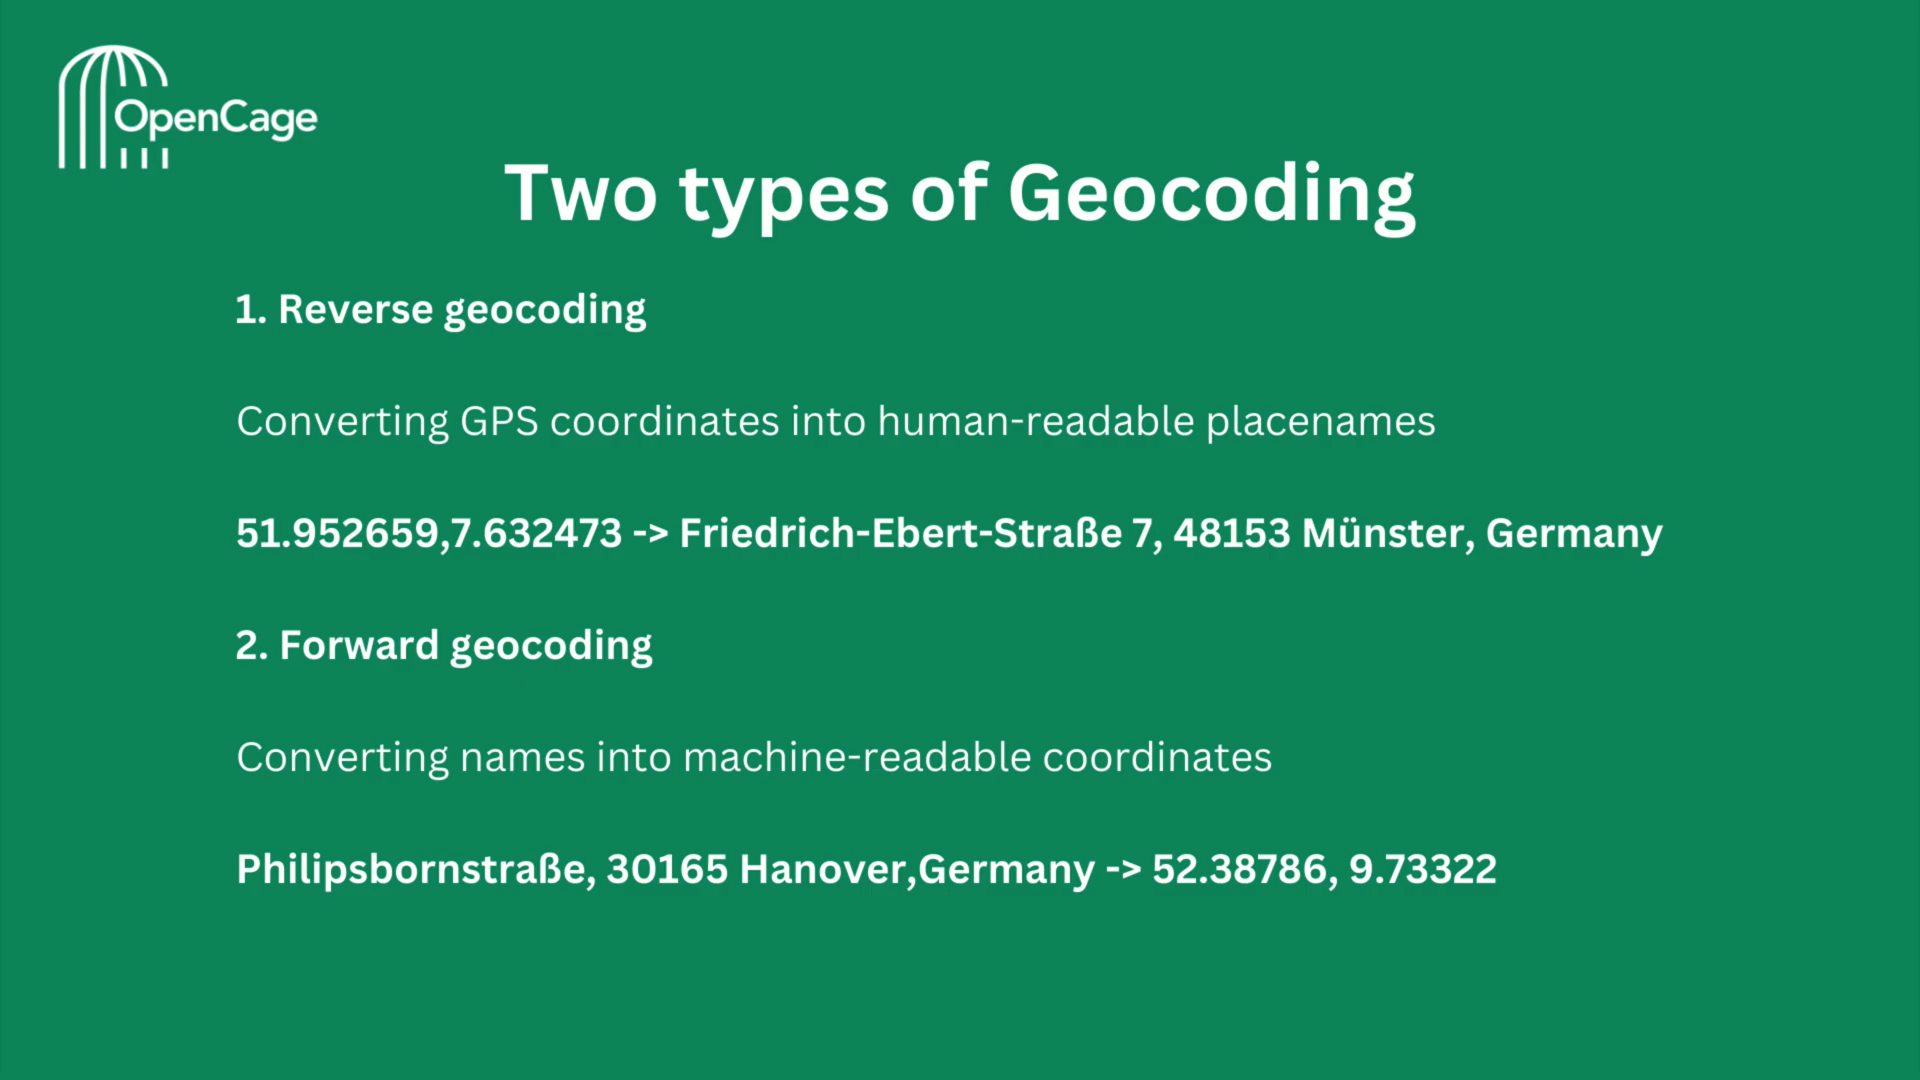 OpenCage
Two types of Geocoding
1. Reverse geocoding
Converting GPS coordinates into human-readable placenames
51.952659,7.632473 -> Friedrich-Ebert-Straße 7, 48153 Münster, Germany
2. Forward geocoding
Converting names into machine-readable coordinates
Philipsbornstraße, 30165 Hanover,Germany -> 52.38786, 9.73322